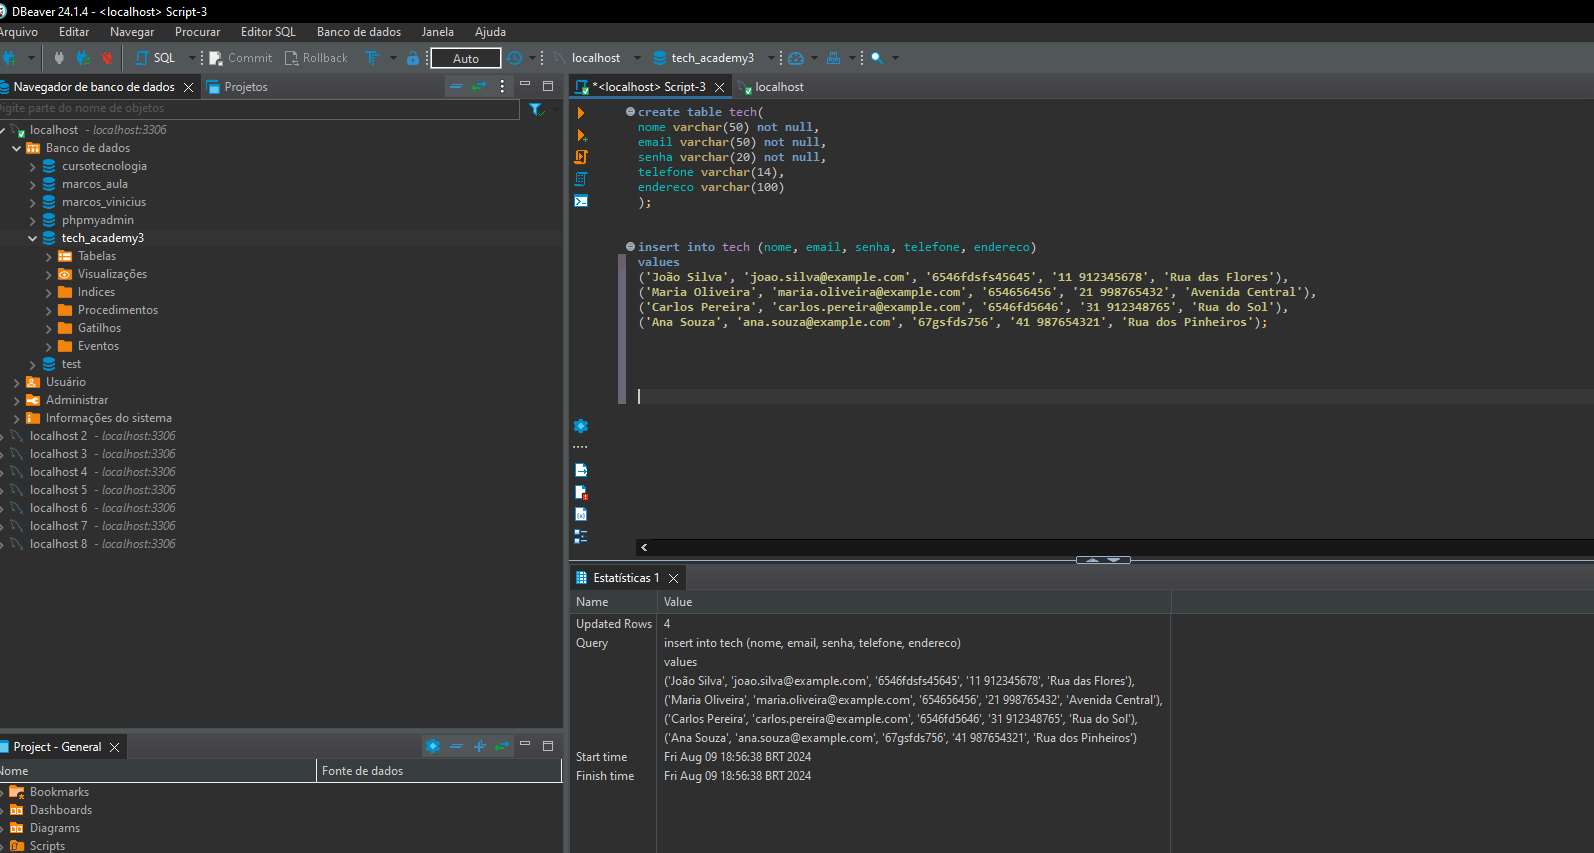 DBeaver 24.1.4 - <localhost> Script-3
Arquivo Editar Navegar Procurar Editor SQL Banco de dados Janela Ajuda
SQL Commit Rollback Auto localhost tech_academy3
Navegador de banco de dados Projetos
Digite parte do nome de objetos
localhost - localhost:3306
Banco de dados
cursotecnologia
marcos_aula
marcos_vinicius
phpmyadmin
tech_academy3
Tabelas
Visualizações
Indices
Procedimentos
Gatilhos
Eventos
test
Usuário
Administrar
Informações do sistema
localhost 2 - localhost:3306
localhost 3 - localhost:3306
localhost 4 - localhost:3306
localhost 5 - localhost:3306
localhost 6 - localhost:3306
localhost 7 - localhost:3306
localhost 8 - localhost:3306
Project - General
Nome Fonte de dados
Bookmarks
Dashboards
Diagrams
Scripts
*<localhost> Script-3 localhost
create table tech(
nome varchar(50) not null,
email varchar(50) not null,
senha varchar(20) not null,
telefone varchar(14),
endereco varchar(100)
);
insert into tech (nome, email, senha, telefone, endereco)
values
('João Silva', 'joao.silva@example.com', '6546fdsfs45645', '11 912345678', 'Rua das Flores'),
('Maria Oliveira', 'maria.oliveira@example.com', '654656456', '21 998765432', 'Avenida Central'),
('Carlos Pereira', 'carlos.pereira@example.com', '6546fd5646', '31 912348765', 'Rua do Sol'),
('Ana Souza', 'ana.souza@example.com', '67gsfds756', '41 987654321', 'Rua dos Pinheiros');
Estatísticas 1
Name Value
Updated Rows 4
Query insert into tech (nome, email, senha, telefone, endereco)
values
('João Silva', 'joao.silva@example.com', '6546fdsfs45645', '11 912345678', 'Rua das Flores'),
('Maria Oliveira', 'maria.oliveira@example.com', '654656456', '21 998765432', 'Avenida Central'),
('Carlos Pereira', 'carlos.pereira@example.com', '6546fd5646', '31 912348765', 'Rua do Sol'),
('Ana Souza', 'ana.souza@example.com', '67gsfds756', '41 987654321', 'Rua dos Pinheiros')
Start time Fri Aug 09 18:56:38 BRT 2024
Finish time Fri Aug 09 18:56:38 BRT 2024